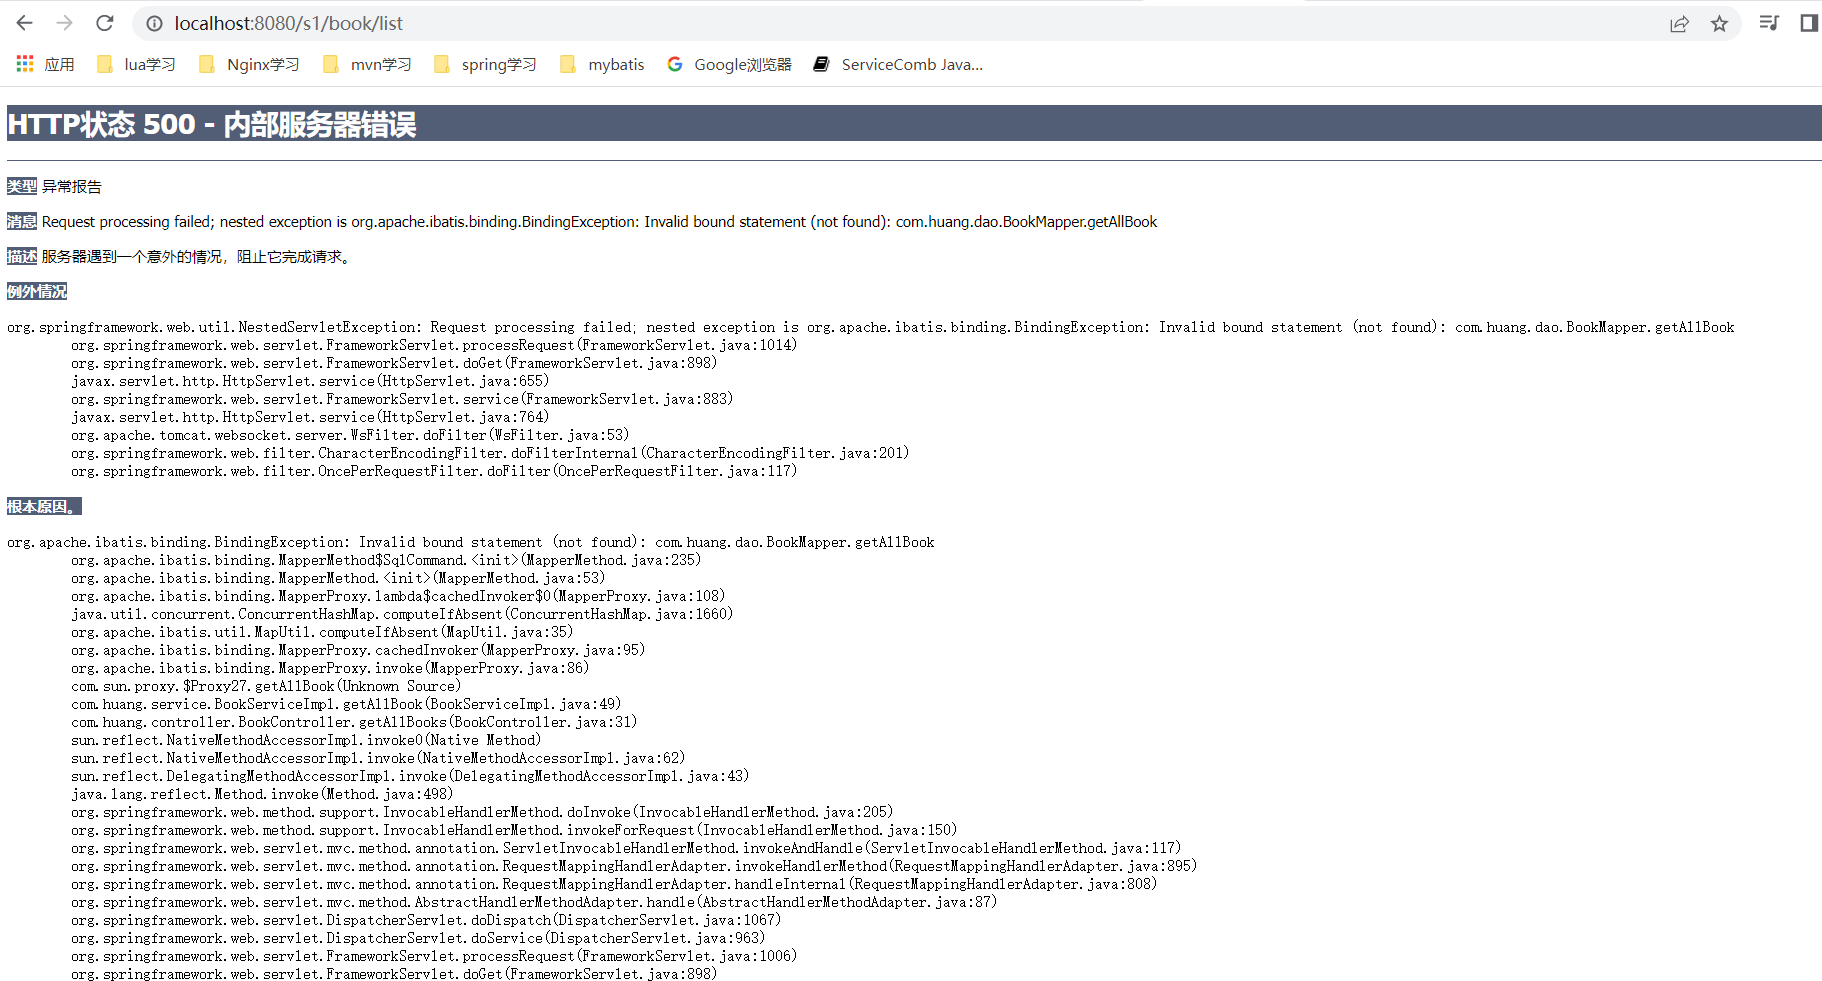 localhost:8080/s1/book/list
应用 lua学习 Nginx学习 mvn学习 spring学习 mybatis Google浏览器 ServiceComb Java...
HTTP状态 500 - 内部服务器错误
类型 异常报告
消息 Request processing failed; nested exception is org.apache.ibatis.binding.BindingException: Invalid bound statement (not found): com.huang.dao.BookMapper.getAllBook
描述 服务器遇到一个意外的情况，阻止它完成请求。
例外情况
org.springframework.web.util.NestedServletException: Request processing failed; nested exception is org.apache.ibatis.binding.BindingException: Invalid bound statement (not found): com.huang.dao.BookMapper.getAllBook
org.springframework.web.servlet.FrameworkServlet.processRequest(FrameworkServlet.java:1014)
org.springframework.web.servlet.FrameworkServlet.doGet(FrameworkServlet.java:898)
javax.servlet.http.HttpServlet.service(HttpServlet.java:655)
org.springframework.web.servlet.FrameworkServlet.service(FrameworkServlet.java:883)
javax.servlet.http.HttpServlet.service(HttpServlet.java:764)
org.apache.tomcat.websocket.server.WsFilter.doFilter(WsFilter.java:53)
org.springframework.web.filter.CharacterEncodingFilter.doFilterInternal(CharacterEncodingFilter.java:201)
org.springframework.web.filter.OncePerRequestFilter.doFilter(OncePerRequestFilter.java:117)
根本原因。
org.apache.ibatis.binding.BindingException: Invalid bound statement (not found): com.huang.dao.BookMapper.getAllBook
org.apache.ibatis.binding.MapperMethod$SqlCommand.<init>(MapperMethod.java:235)
org.apache.ibatis.binding.MapperMethod.<init>(MapperMethod.java:53)
org.apache.ibatis.binding.MapperProxy.lambda$cachedInvoker$0(MapperProxy.java:108)
java.util.concurrent.ConcurrentHashMap.computeIfAbsent(ConcurrentHashMap.java:1660)
org.apache.ibatis.util.MapUtil.computeIfAbsent(MapUtil.java:35)
org.apache.ibatis.binding.MapperProxy.cachedInvoker(MapperProxy.java:95)
org.apache.ibatis.binding.MapperProxy.invoke(MapperProxy.java:86)
com.sun.proxy.$Proxy27.getAllBook(Unknown Source)
com.huang.service.BookServiceImpl.getAllBook(BookServiceImpl.java:49)
com.huang.controller.BookController.getAllBooks(BookController.java:31)
sun.reflect.NativeMethodAccessorImpl.invoke0(Native Method)
sun.reflect.NativeMethodAccessorImpl.invoke(NativeMethodAccessorImpl.java:62)
sun.reflect.DelegatingMethodAccessorImpl.invoke(DelegatingMethodAccessorImpl.java:43)
java.lang.reflect.Method.invoke(Method.java:498)
org.springframework.web.method.support.InvocableHandlerMethod.doInvoke(InvocableHandlerMethod.java:205)
org.springframework.web.method.support.InvocableHandlerMethod.invokeForRequest(InvocableHandlerMethod.java:150)
org.springframework.web.servlet.mvc.method.annotation.ServletInvocableHandlerMethod.invokeAndHandle(ServletInvocableHandlerMethod.java:117)
org.springframework.web.servlet.mvc.method.annotation.RequestMappingHandlerAdapter.invokeHandlerMethod(RequestMappingHandlerAdapter.java:895)
org.springframework.web.servlet.mvc.method.annotation.RequestMappingHandlerAdapter.handleInternal(RequestMappingHandlerAdapter.java:808)
org.springframework.web.servlet.mvc.method.AbstractHandlerMethodAdapter.handle(AbstractHandlerMethodAdapter.java:87)
org.springframework.web.servlet.DispatcherServlet.doDispatch(DispatcherServlet.java:1067)
org.springframework.web.servlet.DispatcherServlet.doService(DispatcherServlet.java:963)
org.springframework.web.servlet.FrameworkServlet.processRequest(FrameworkServlet.java:1006)
org.springframework.web.servlet.FrameworkServlet.doGet(FrameworkServlet.java:898)